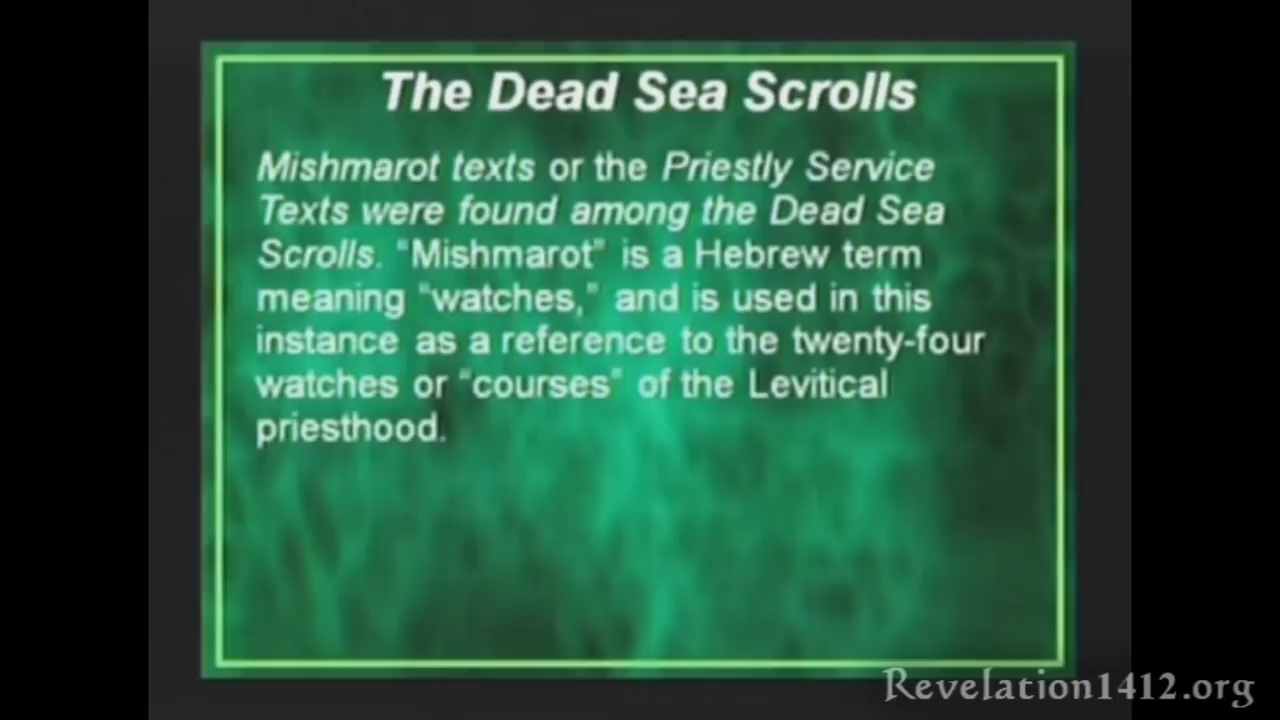 The Dead Sea Scrolls
Mishmarot texts or the Priestly Service
Texts were found among the Dead Sea
Scrolls. "Mishmarot" is a Hebrew term
meaning "watches," and is used in this
instance as a reference to the twenty-four
watches or "courses" of the Levitical
priesthood.
Revelation1412.org